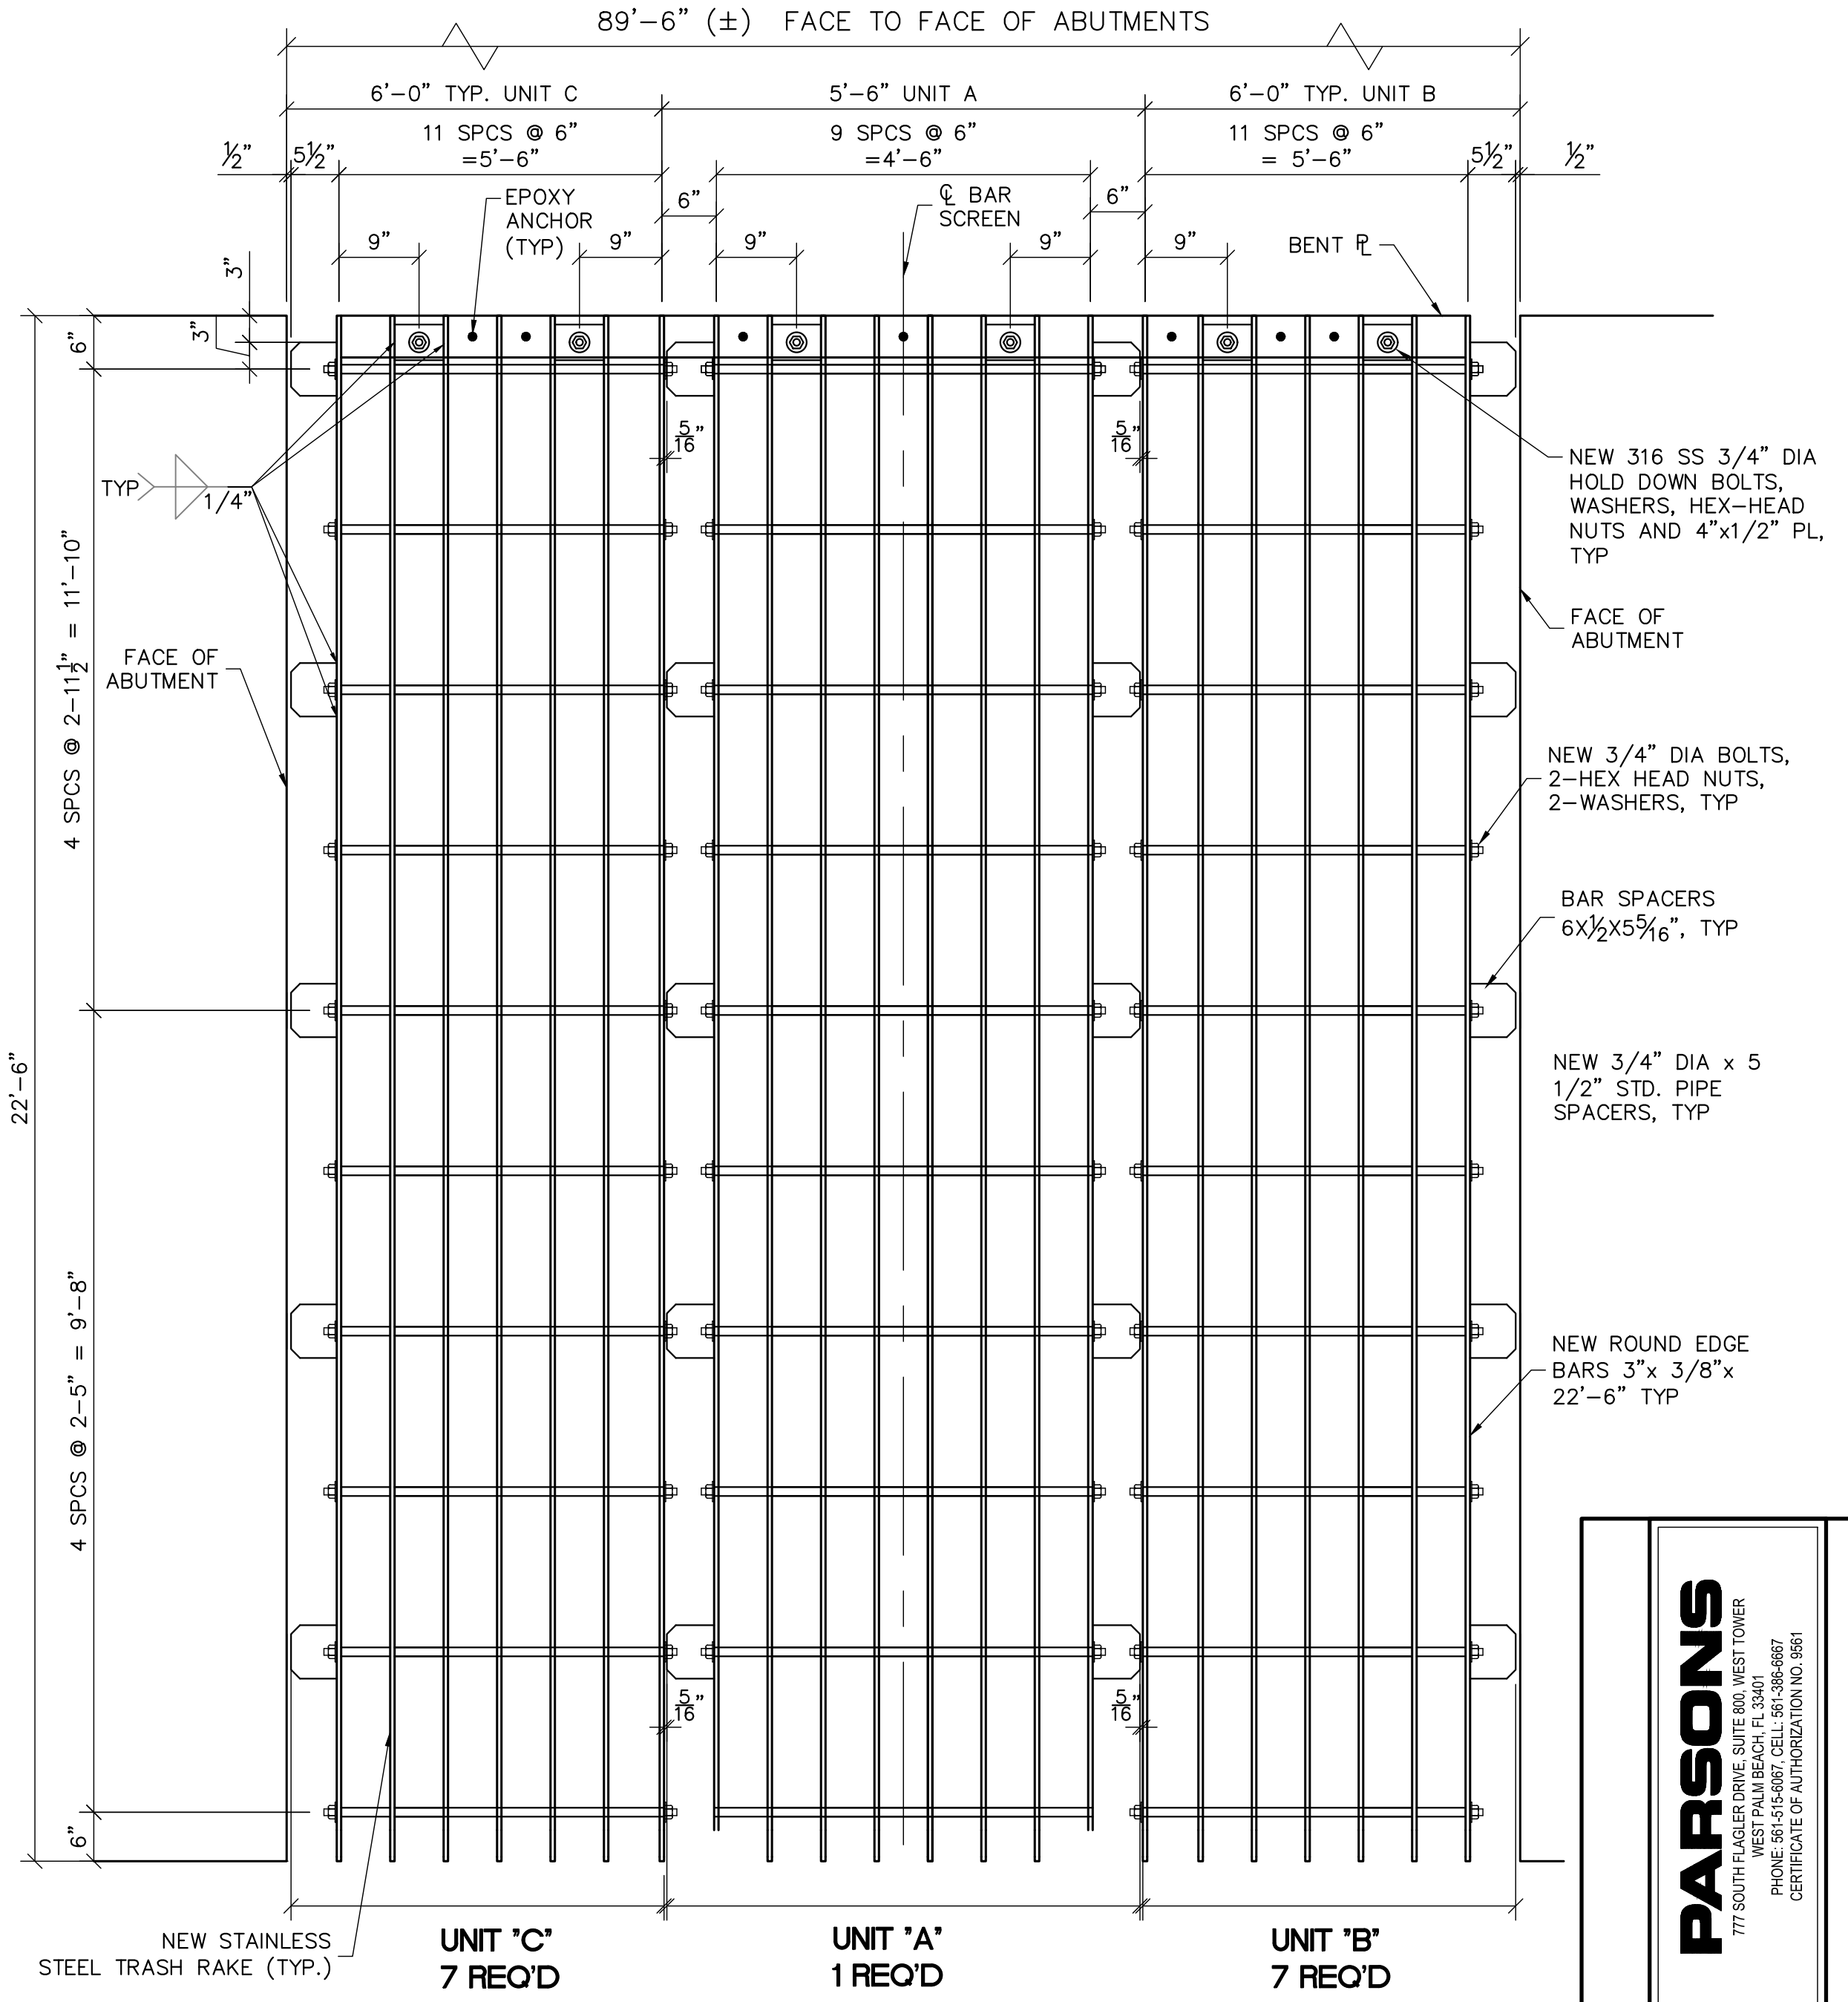 89'-6" (±) FACE TO FACE OF ABUTMENTS
6'-0" TYP. UNIT C
5'-6" UNIT A
6'-0" TYP. UNIT B
11 SPCS @ 6"
=5'-6"
9 SPCS @ 6"
=4'-6"
11 SPCS @ 6"
= 5'-6"
½"
5½"
5½"
½"
6"
6"
EPOXY
ANCHOR
(TYP)
℄ BAR
SCREEN
BENT ⅊
9"
9"
9"
9"
9"
3"
3"
6"
5/16"
5/16"
TYP
1/4"
NEW 316 SS 3/4" DIA
HOLD DOWN BOLTS,
WASHERS, HEX-HEAD
NUTS AND 4"x1/2" PL,
TYP
FACE OF
ABUTMENT
4 SPCS @ 2-11½" = 11'-10"
FACE OF
ABUTMENT
NEW 3/4" DIA BOLTS,
2-HEX HEAD NUTS,
2-WASHERS, TYP
BAR SPACERS
6X½X55⁄16", TYP
22'-6"
NEW 3/4" DIA x 5
1/2" STD. PIPE
SPACERS, TYP
4 SPCS @ 2-5" = 9'-8"
NEW ROUND EDGE
BARS 3"x 3/8"x
22'-6" TYP
5/16"
5/16"
6"
NEW STAINLESS
STEEL TRASH RAKE (TYP.)
UNIT "C"
7 REQ'D
UNIT "A"
1 REQ'D
UNIT "B"
7 REQ'D
PARSONS
777 SOUTH FLAGLER DRIVE, SUITE 800, WEST TOWER
WEST PALM BEACH, FL 33401
PHONE: 561-515-6067, CELL: 561-386-6667
CERTIFICATE OF AUTHORIZATION NO. 9561